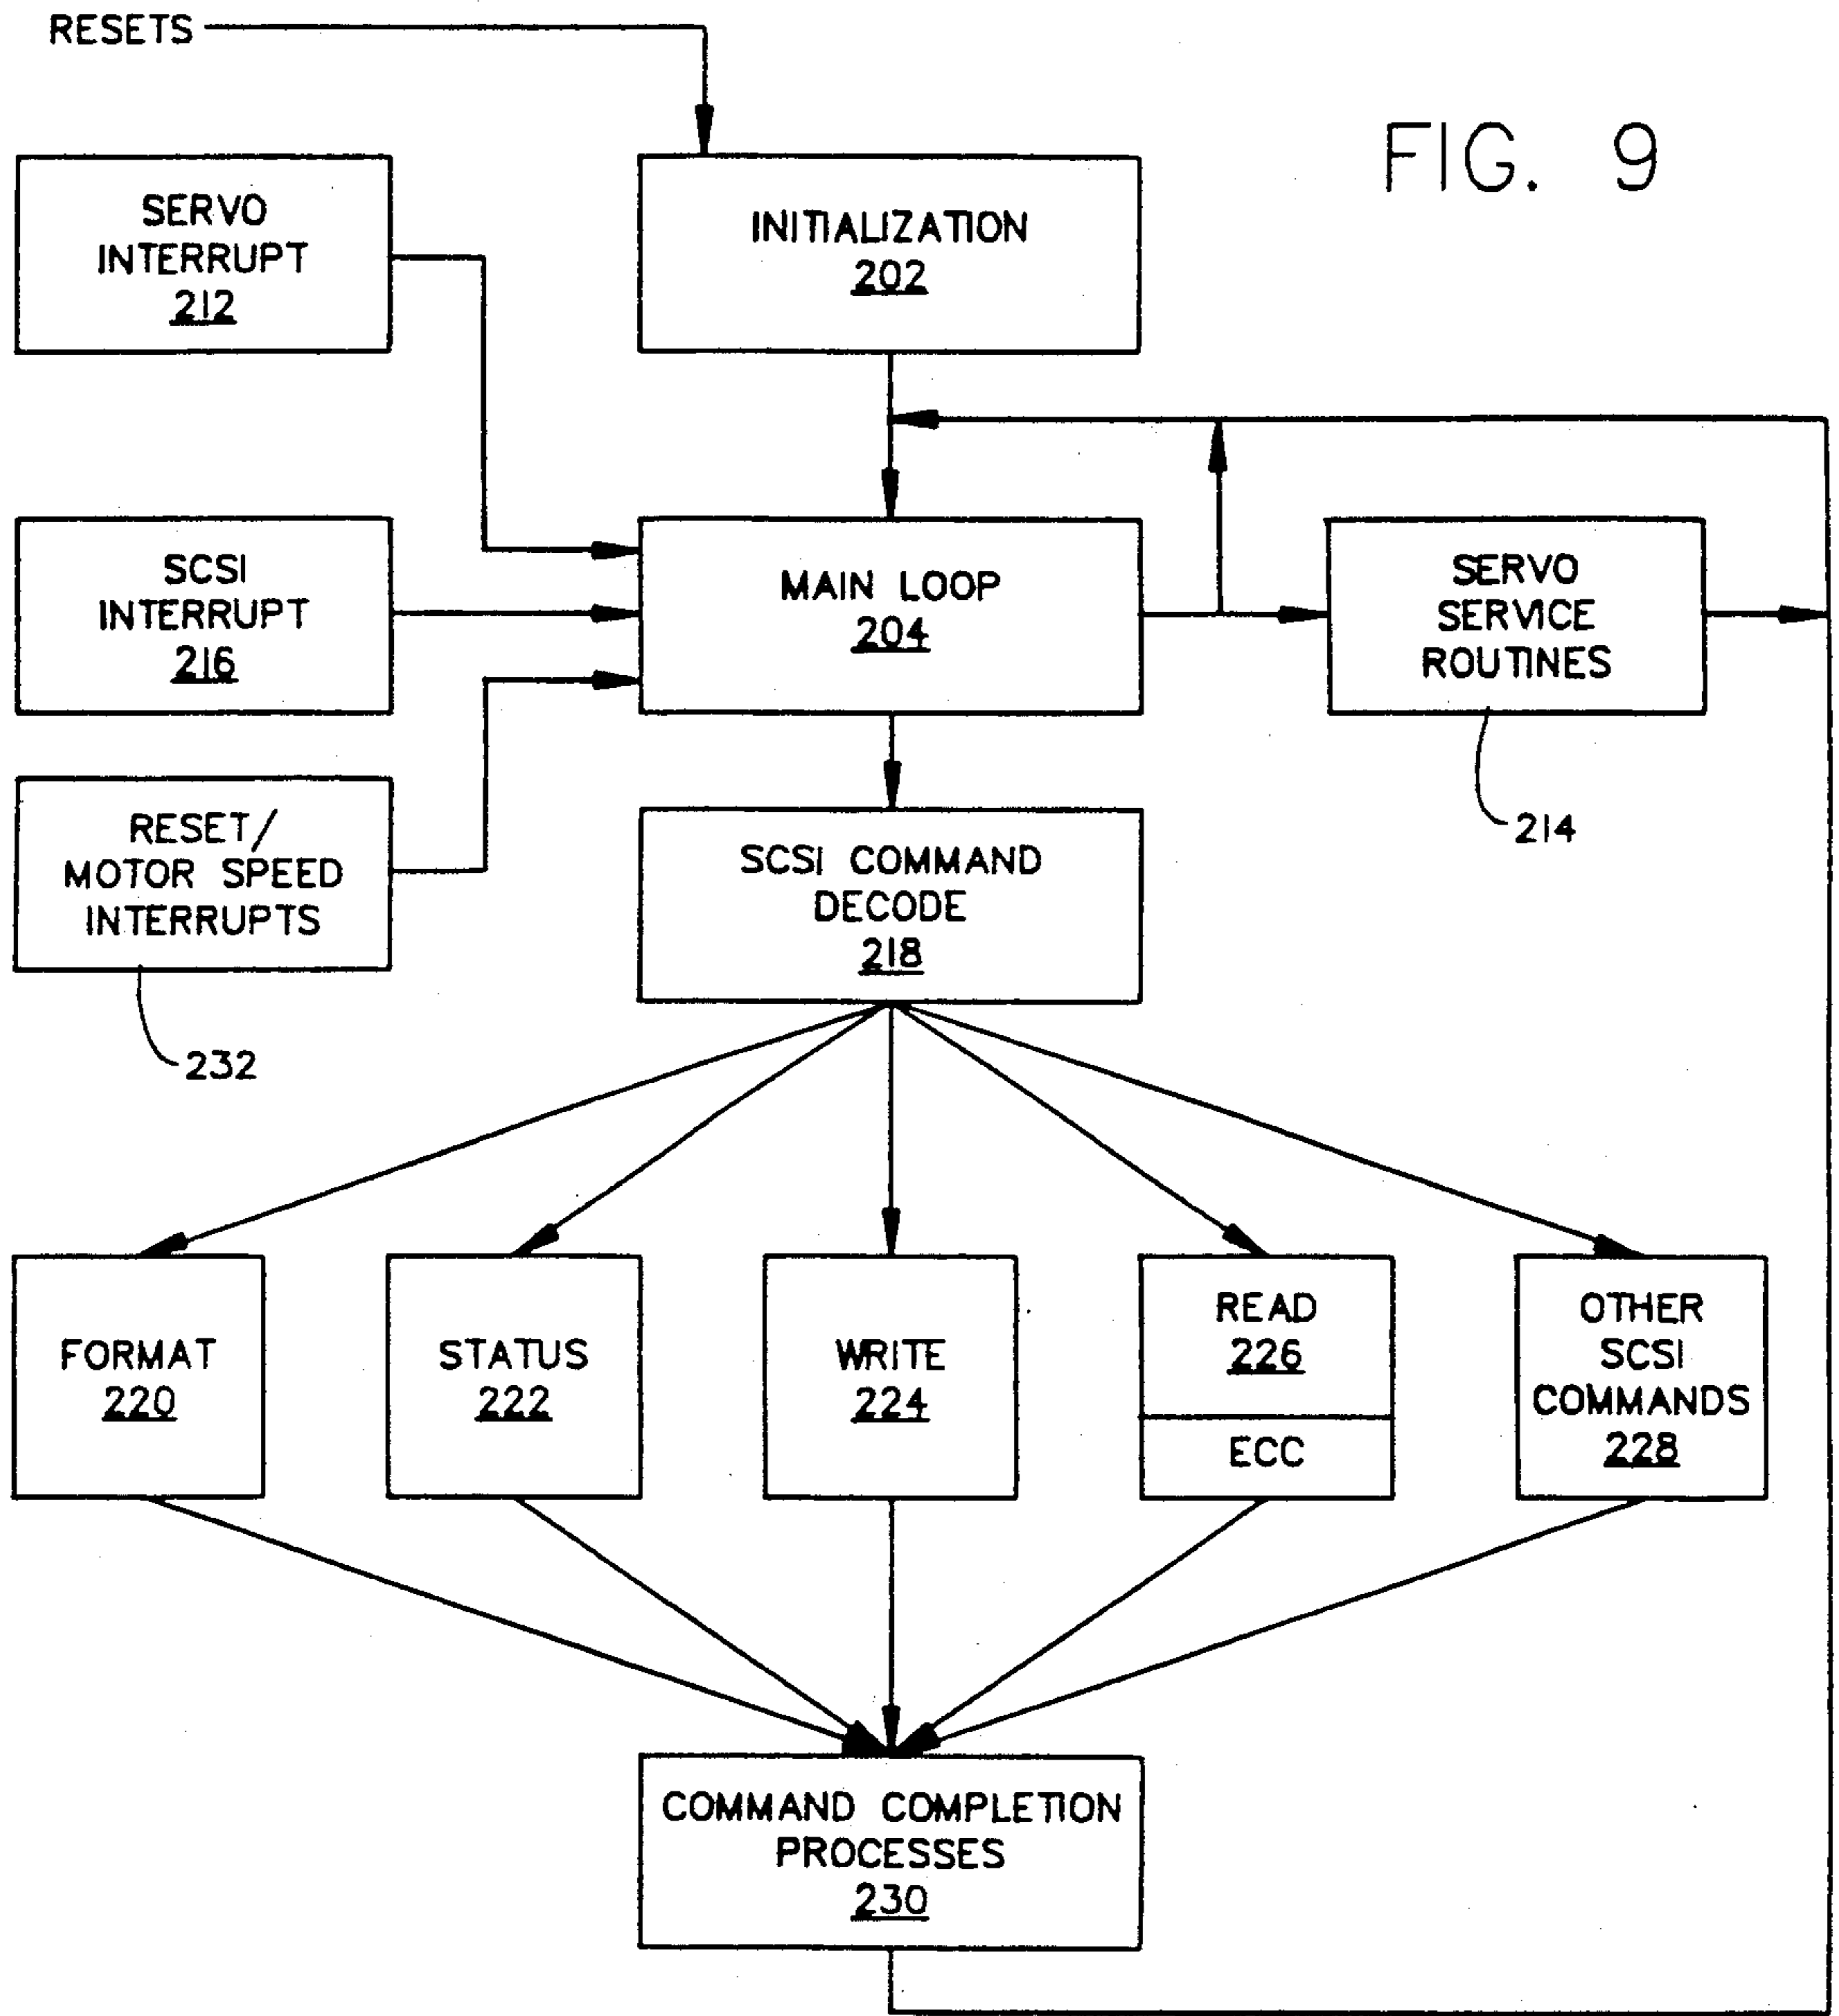 RESETS
FIG. 9
SERVO
INTERRUPT
212
INITIALIZATION
202
SCSI
INTERRUPT
216
MAIN LOOP
204
SERVO
SERVICE
ROUTINES
214
RESET/
MOTOR SPEED
INTERRUPTS
232
SCSI COMMAND
DECODE
218
FORMAT
220
STATUS
222
WRITE
224
READ
226
ECC
OTHER
SCSI
COMMANDS
228
COMMAND COMPLETION
PROCESSES
230